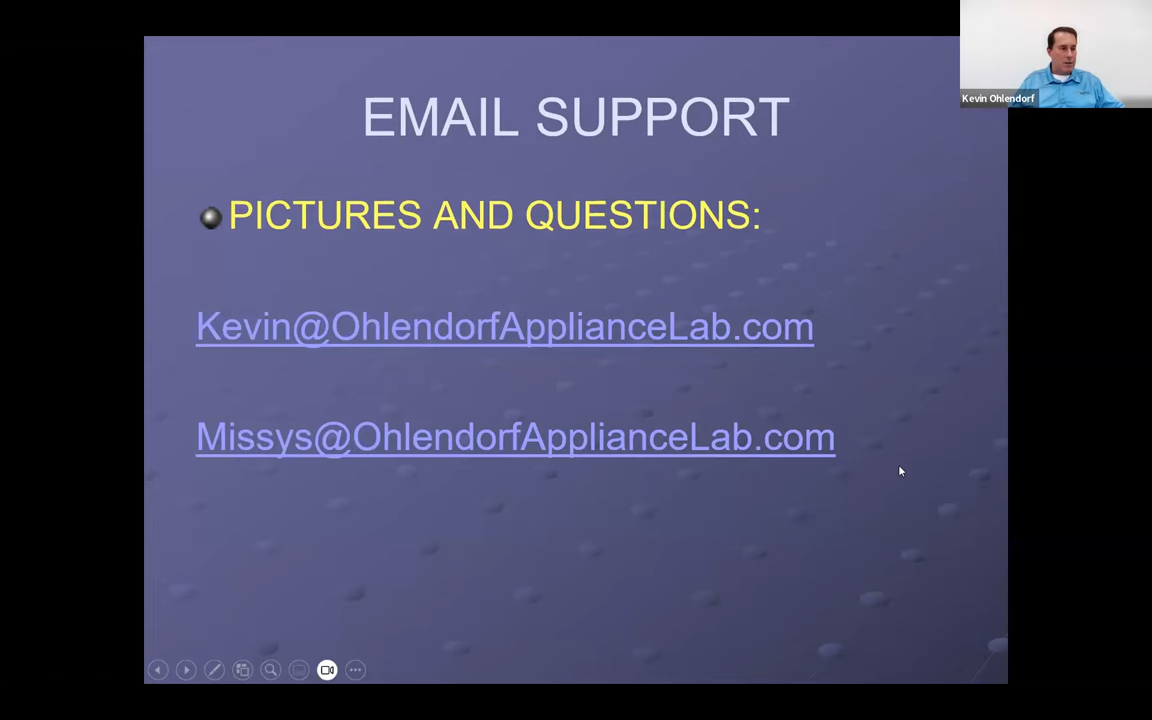 EMAIL SUPPORT
PICTURES AND QUESTIONS:
Kevin@OhlendorfApplianceLab.com
Missys@OhlendorfApplianceLab.com
Kevin Ohlendorf